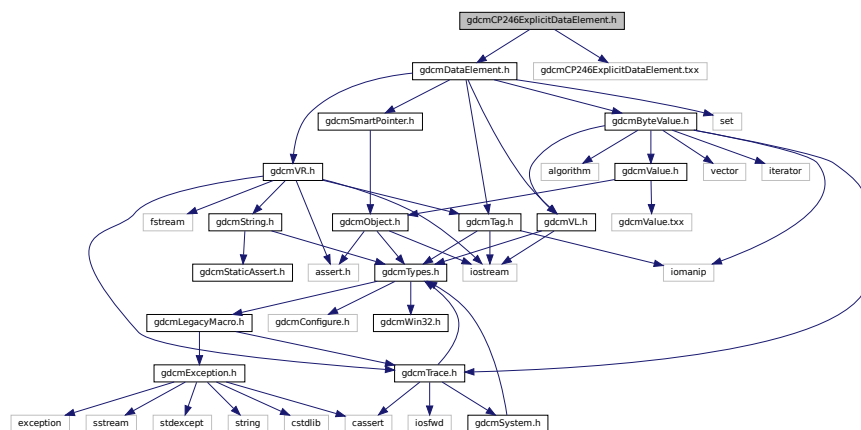 gdcmCP246ExplicitDataElement.h
gdcmDataElement.h
gdcmCP246ExplicitDataElement.txx
gdcmSmartPointer.h
gdcmByteValue.h
set
gdcmVR.h
algorithm
gdcmValue.h
vector
iterator
fstream
gdcmString.h
gdcmObject.h
gdcmTag.h
gdcmVL.h
gdcmValue.txx
gdcmStaticAssert.h
assert.h
gdcmTypes.h
iostream
iomanip
gdcmLegacyMacro.h
gdcmConfigure.h
gdcmWin32.h
gdcmException.h
gdcmTrace.h
exception
sstream
stdexcept
string
cstdlib
cassert
iosfwd
gdcmSystem.h